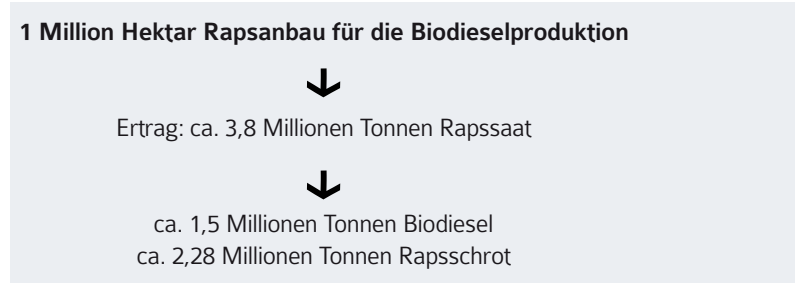 1 Million Hektar Rapsanbau für die Biodieselproduktion
Ertrag: ca. 3,8 Millionen Tonnen Rapssaat
ca. 1,5 Millionen Tonnen Biodiesel
ca. 2,28 Millionen Tonnen Rapsschrot